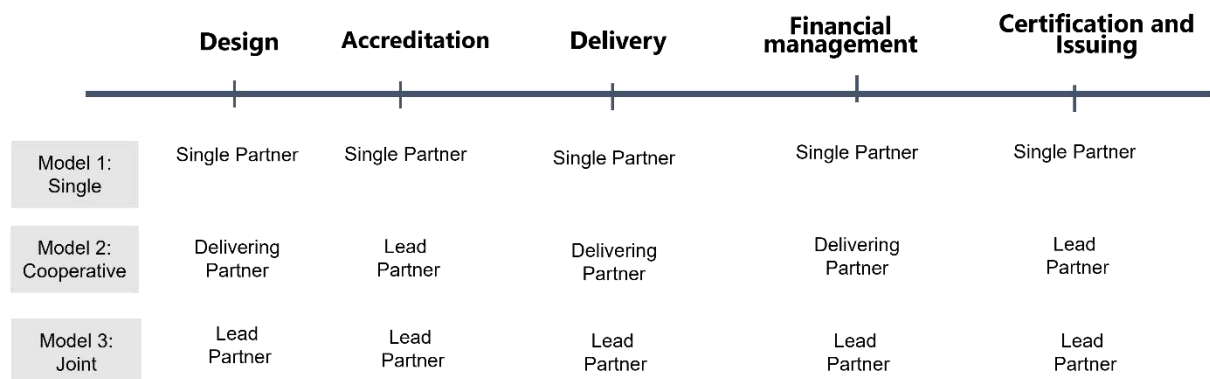 Design
Accreditation
Delivery
Financial
management
Certification and
Issuing
Model 1:
Single
Single Partner
Single Partner
Single Partner
Single Partner
Single Partner
Model 2:
Cooperative
Delivering
Partner
Lead
Partner
Delivering
Partner
Delivering
Partner
Lead
Partner
Model 3:
Joint
Lead
Partner
Lead
Partner
Lead
Partner
Lead
Partner
Lead
Partner